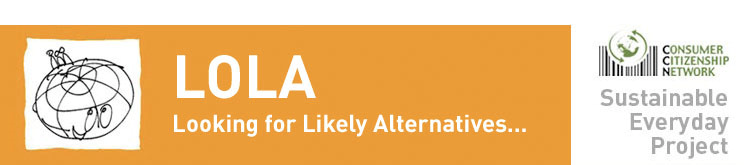 LOLA
Looking for Likely Alternatives...
CONSUMER
CITIZENSHIP
NETWORK
Sustainable
Everyday
Project